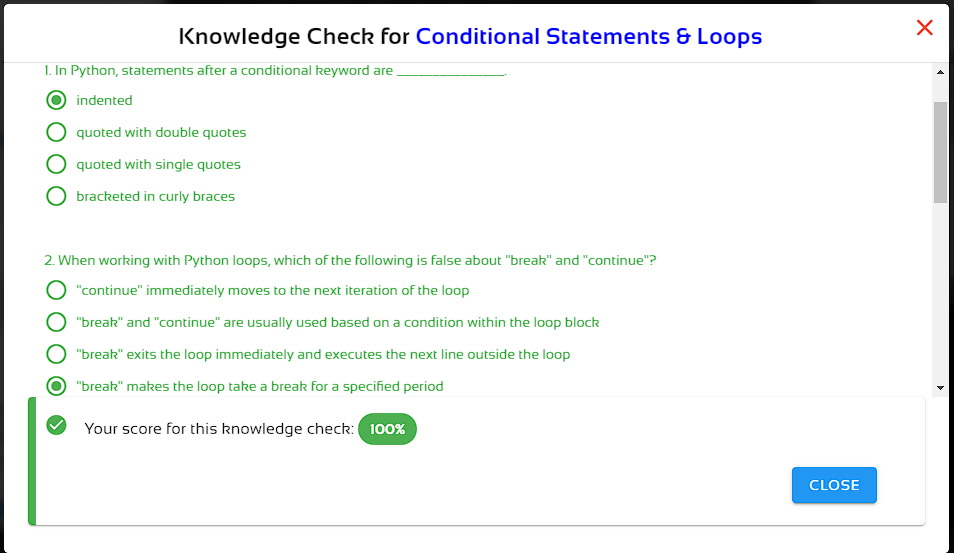 Knowledge Check for Conditional Statements & Loops
1. In Python, statements after a conditional keyword are _______________.
indented
quoted with double quotes
quoted with single quotes
bracketed in curly braces
2. When working with Python loops, which of the following is false about "break" and "continue"?
"continue" immediately moves to the next iteration of the loop
"break" and "continue" are usually used based on a condition within the loop block
"break" exits the loop immediately and executes the next line outside the loop
"break" makes the loop take a break for a specified period
Your score for this knowledge check: 100%
CLOSE